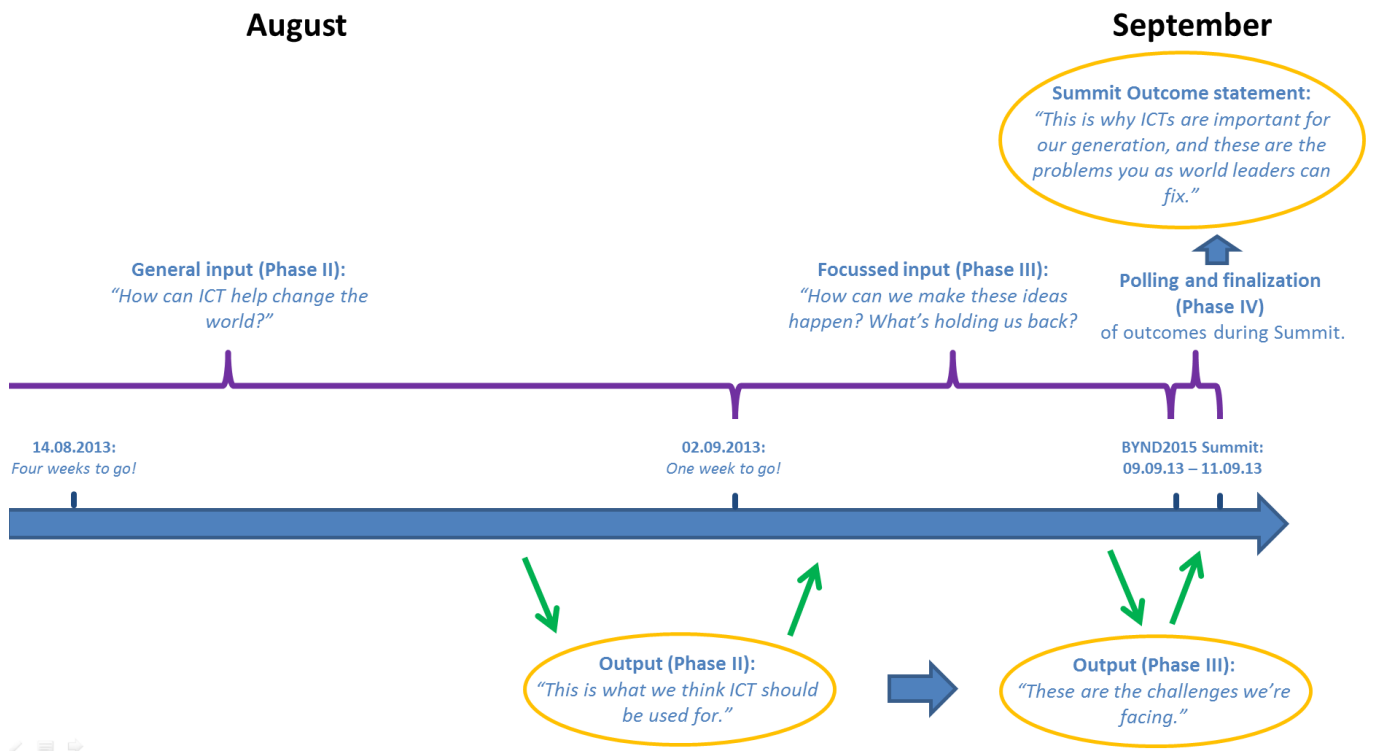 August
September
Summit Outcome statement:
“This is why ICTs are important for
our generation, and these are the
problems you as world leaders can
fix.”
General input (Phase II):
“How can ICT help change the
world?”
Focussed input (Phase III):
“How can we make these ideas
happen? What’s holding us back?
Polling and finalization
(Phase IV)
of outcomes during Summit.
14.08.2013:
Four weeks to go!
02.09.2013:
One week to go!
BYND2015 Summit:
09.09.13 – 11.09.13
Output (Phase II):
“This is what we think ICT should
be used for.”
Output (Phase III):
“These are the challenges we’re
facing.”